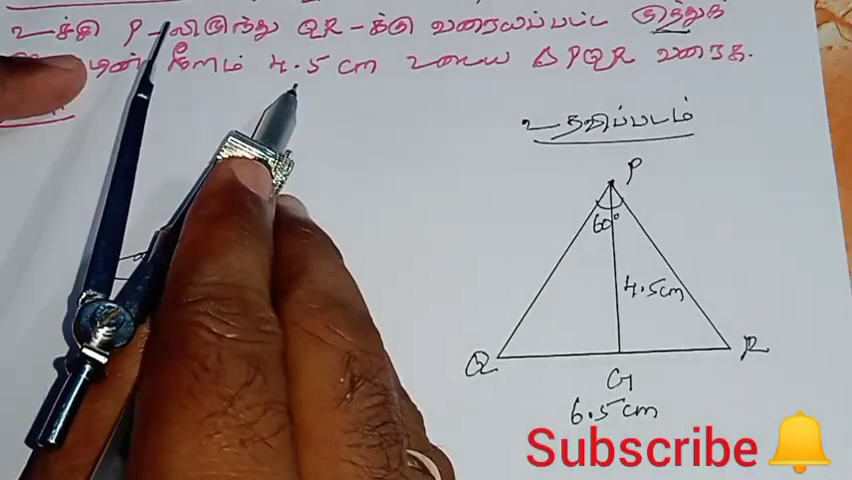 உச்சி P-லிருந்து QR-க்கு வரையப்பட்ட குத்துக்
நீளம் 4.5 cm உடைய ΔPQR வரைக.
உதவிப்படம்
P
60°
4.5cm
Q
R
G
6.5cm
Subscribe